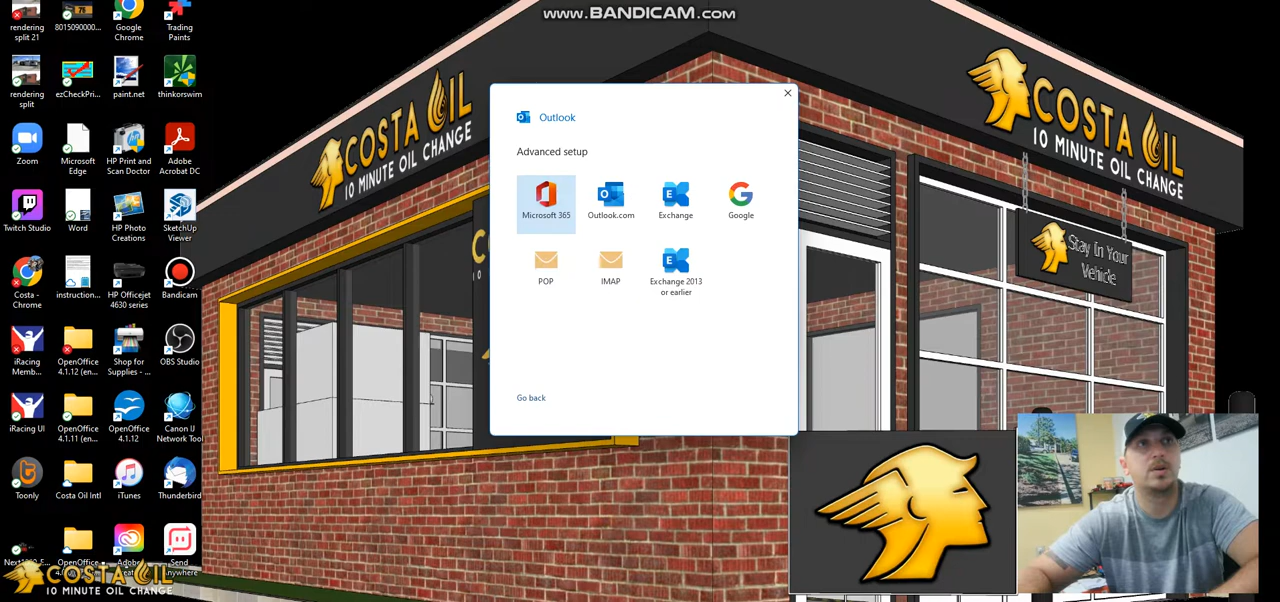 www.BANDICAM.com
rendering split 21
8015090000...
Google Chrome
Trading Paints
rendering split
ezCheckPri...
paint.net
thinkorswim
Zoom
Microsoft Edge
HP Print and Scan Doctor
Adobe Acrobat DC
Twitch Studio
Word
HP Photo Creations
SketchUp Viewer
Costa - Chrome
instruction...
HP Officejet 4630 series
Bandicam
iRacing Memb...
OpenOffice 4.1.12 (en...
Shop for Supplies - ...
OBS Studio
iRacing UI
OpenOffice 4.1.11 (en...
OpenOffice 4.1.12
Canon IJ Network Tool
Toonly
Costa Oil Intl
iTunes
Thunderbird
COSTA OIL
10 MINUTE OIL CHANGE
COSTA OIL
10 MINUTE OIL CHANGE
Stay In Your
Vehicle
Outlook
Advanced setup
Microsoft 365
Outlook.com
Exchange
Google
POP
IMAP
Exchange 2013
or earlier
Go back
COSTA OIL
10 MINUTE OIL CHANGE